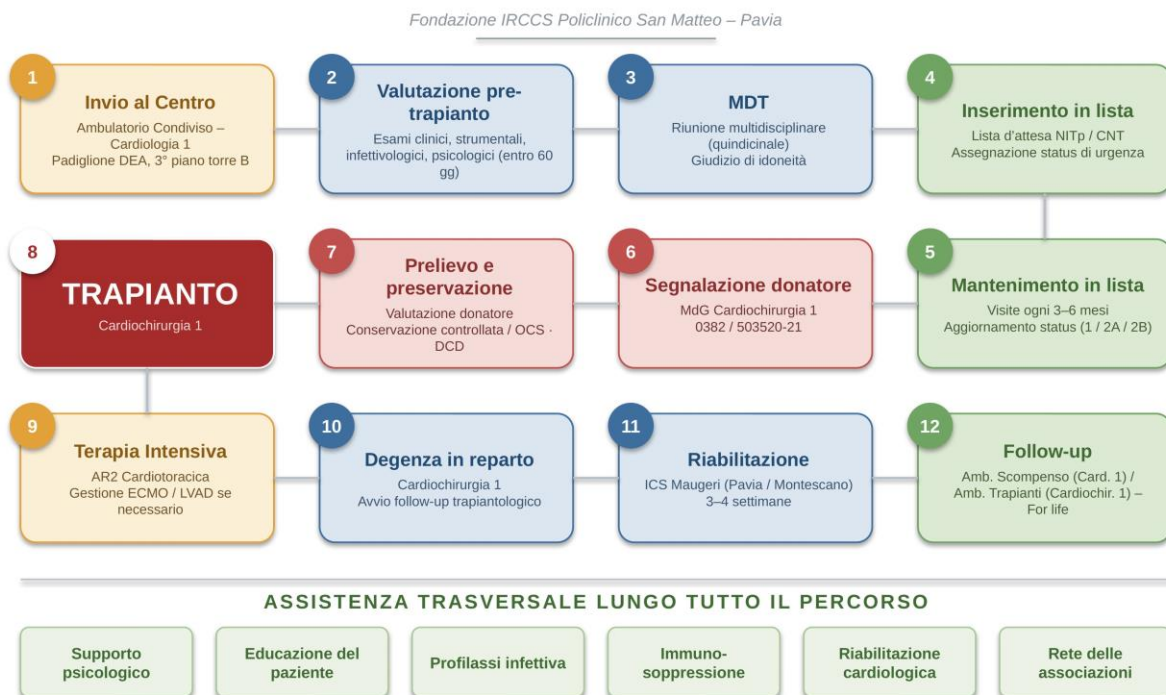 Fondazione IRCCS Policlinico San Matteo – Pavia
1
Invio al Centro
Ambulatorio Condiviso –
Cardiologia 1
Padiglione DEA, 3° piano torre B
2
Valutazione pre-
trapianto
Esami clinici, strumentali,
infettivologici, psicologici (entro 60
gg)
3
MDT
Riunione multidisciplinare
(quindicinale)
Giudizio di idoneità
4
Inserimento in lista
Lista d’attesa NITp / CNT
Assegnazione status di urgenza
8
TRAPIANTO
Cardiochirurgia 1
7
Prelievo e
preservazione
Valutazione donatore
Conservazione controllata / OCS ·
DCD
6
Segnalazione donatore
MdG Cardiochirurgia 1
0382 / 503520-21
5
Mantenimento in lista
Visite ogni 3–6 mesi
Aggiornamento status (1 / 2A / 2B)
9
Terapia Intensiva
AR2 Cardiotoracica
Gestione ECMO / LVAD se
necessario
10
Degenza in reparto
Cardiochirurgia 1
Avvio follow-up trapiantologico
11
Riabilitazione
ICS Maugeri (Pavia / Montescano)
3–4 settimane
12
Follow-up
Amb. Scompenso (Card. 1) /
Amb. Trapianti (Cardiochir. 1) –
For life
ASSISTENZA TRASVERSALE LUNGO TUTTO IL PERCORSO
Supporto
psicologico
Educazione del
paziente
Profilassi infettiva
Immuno-
soppressione
Riabilitazione
cardiologica
Rete delle
associazioni